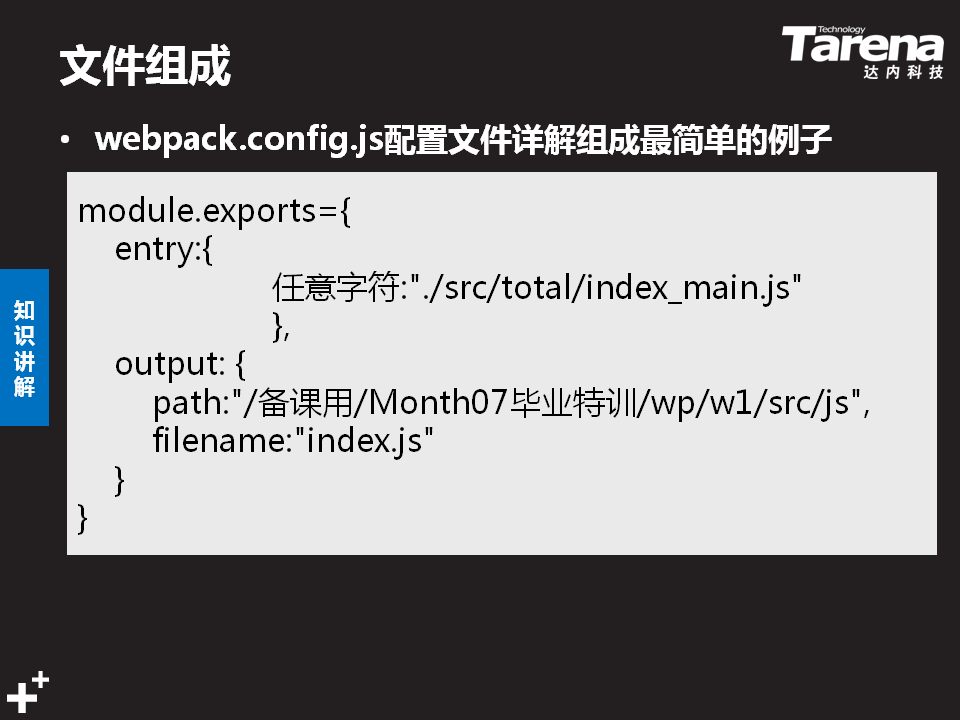 文件组成
Technology
Tarena
达内科技
• webpack.config.js配置文件详解组成最简单的例子
module.exports={
entry:{
任意字符:"./src/total/index_main.js"
},
output: {
path:"/备课用/Month07毕业特训/wp/w1/src/js",
filename:"index.js"
}
}
知识讲解